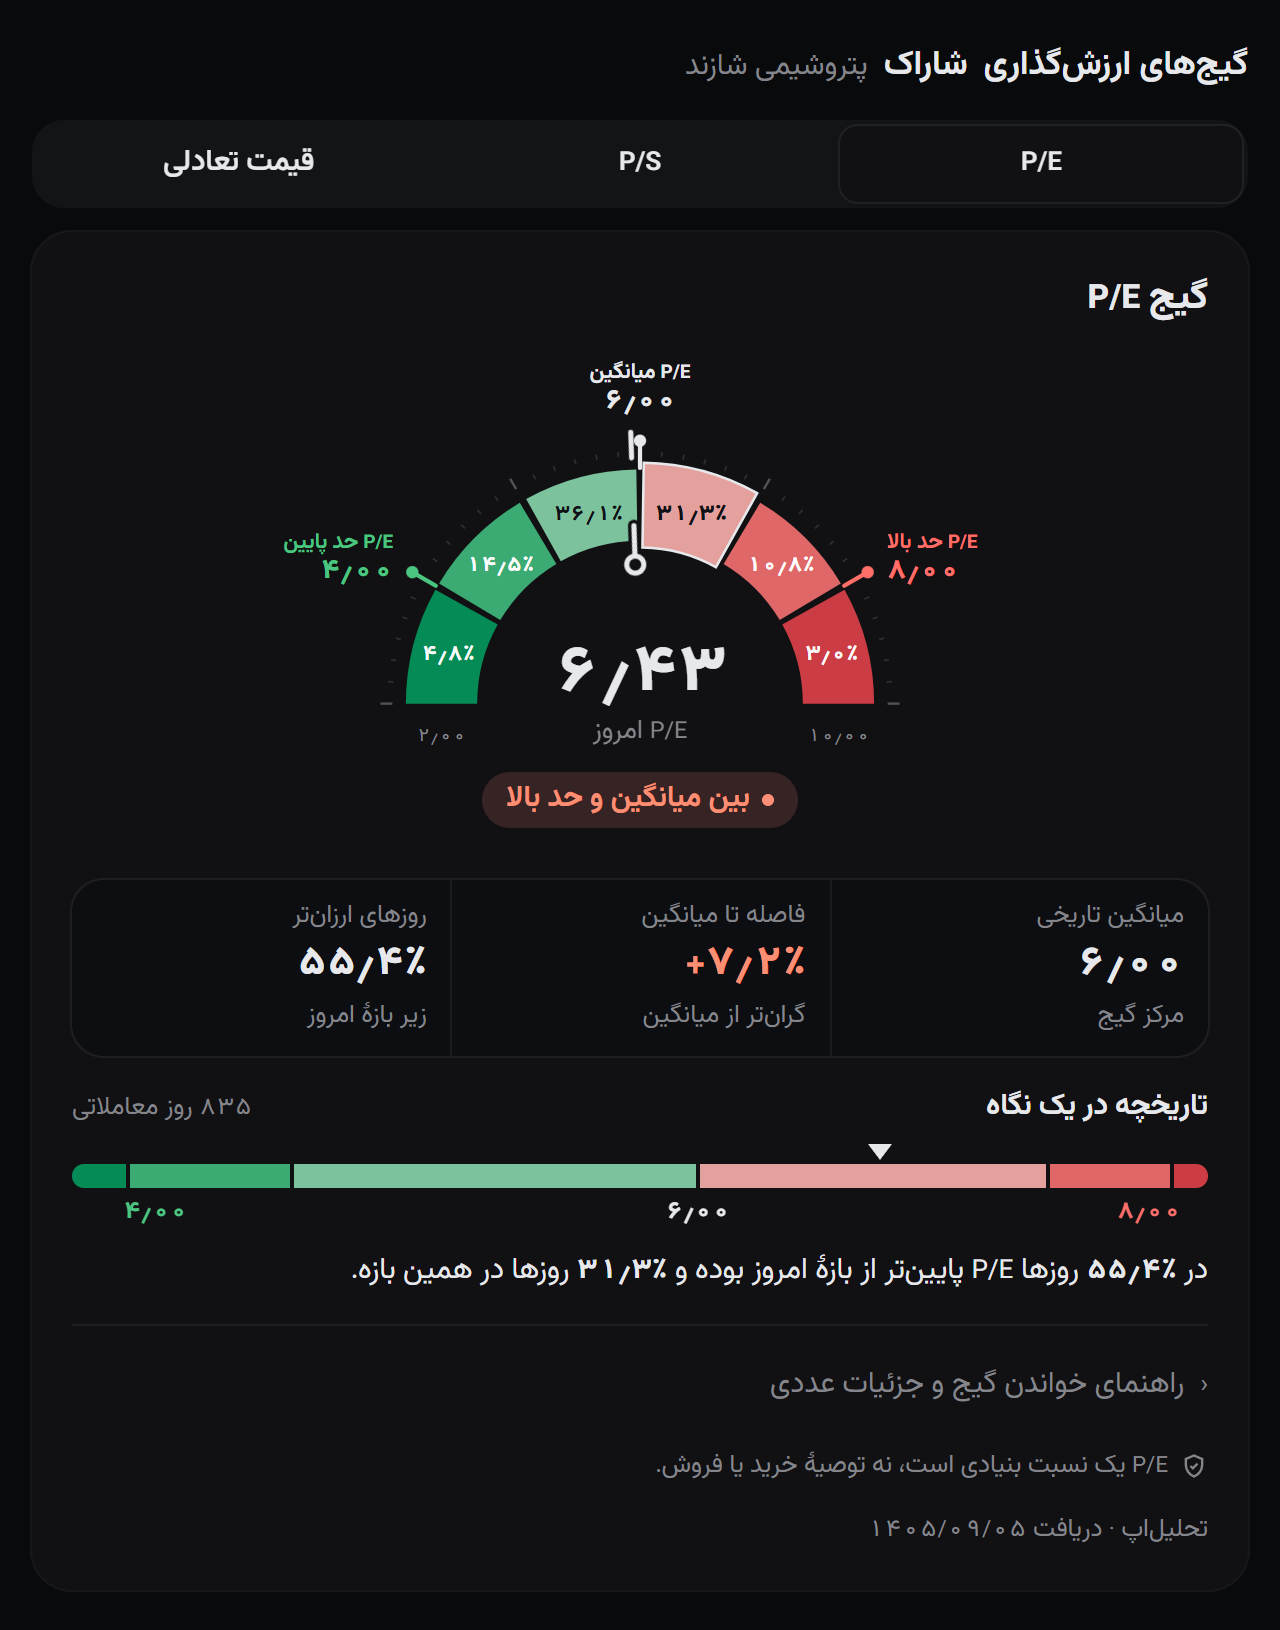 گیج‌های ارزش‌گذاری شاراک پتروشیمی شازند
P/E
P/S
قیمت تعادلی
گیج P/E
P/E میانگین
۶٫۰۰
P/E حد بالا
۸٫۰۰
P/E حد پایین
۴٫۰۰
۳٫۰٪
۱۰٫۸٪
۳۱٫۳٪
۳۶٫۱٪
۱۴٫۵٪
۴٫۸٪
۶٫۴۳
P/E امروز
۱۰٫۰۰
۲٫۰۰
بین میانگین و حد بالا
میانگین تاریخی
۶٫۰۰
مرکز گیج
فاصله تا میانگین
+۷٫۲٪
گران‌تر از میانگین
روزهای ارزان‌تر
۵۵٫۴٪
زیر بازهٔ امروز
تاریخچه در یک نگاه
۸۳۵ روز معاملاتی
۸٫۰۰
۶٫۰۰
۴٫۰۰
در ۵۵٫۴٪ روزها P/E پایین‌تر از بازهٔ امروز بوده و ۳۱٫۳٪ روزها در همین بازه.
‹ راهنمای خواندن گیج و جزئیات عددی
P/E یک نسبت بنیادی است، نه توصیهٔ خرید یا فروش.
تحلیل‌اپ · دریافت ۱۴۰۵/۰۹/۰۵